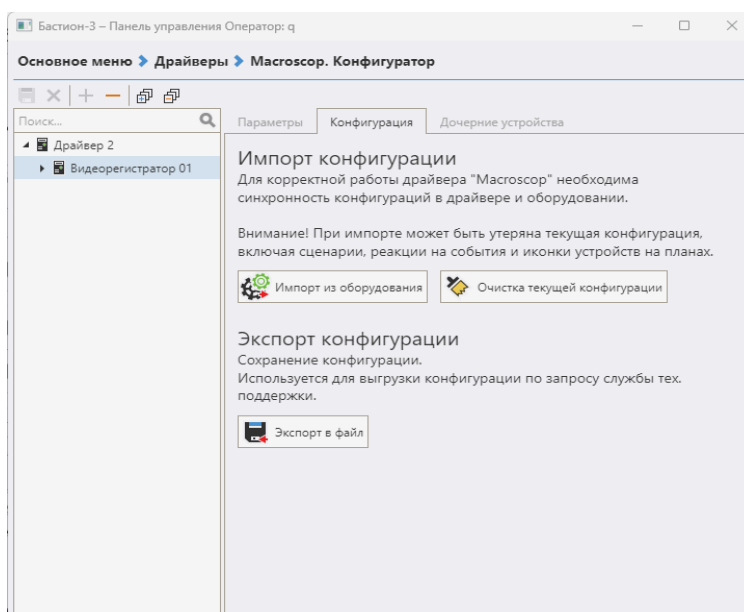 Бастион-3 – Панель управления Оператор: q
Основное меню Драйверы Macroscop. Конфигуратор
Поиск...
Драйвер 2
Видеорегистратор 01
Параметры Конфигурация Дочерние устройства
Импорт конфигурации
Для корректной работы драйвера "Macroscop" необходима
синхронность конфигураций в драйвере и оборудовании.
Внимание! При импорте может быть утеряна текущая конфигурация,
включая сценарии, реакции на события и иконки устройств на планах.
Импорт из оборудования Очистка текущей конфигурации
Экспорт конфигурации
Сохранение конфигурации.
Используется для выгрузки конфигурации по запросу службы тех.
поддержки.
Экспорт в файл